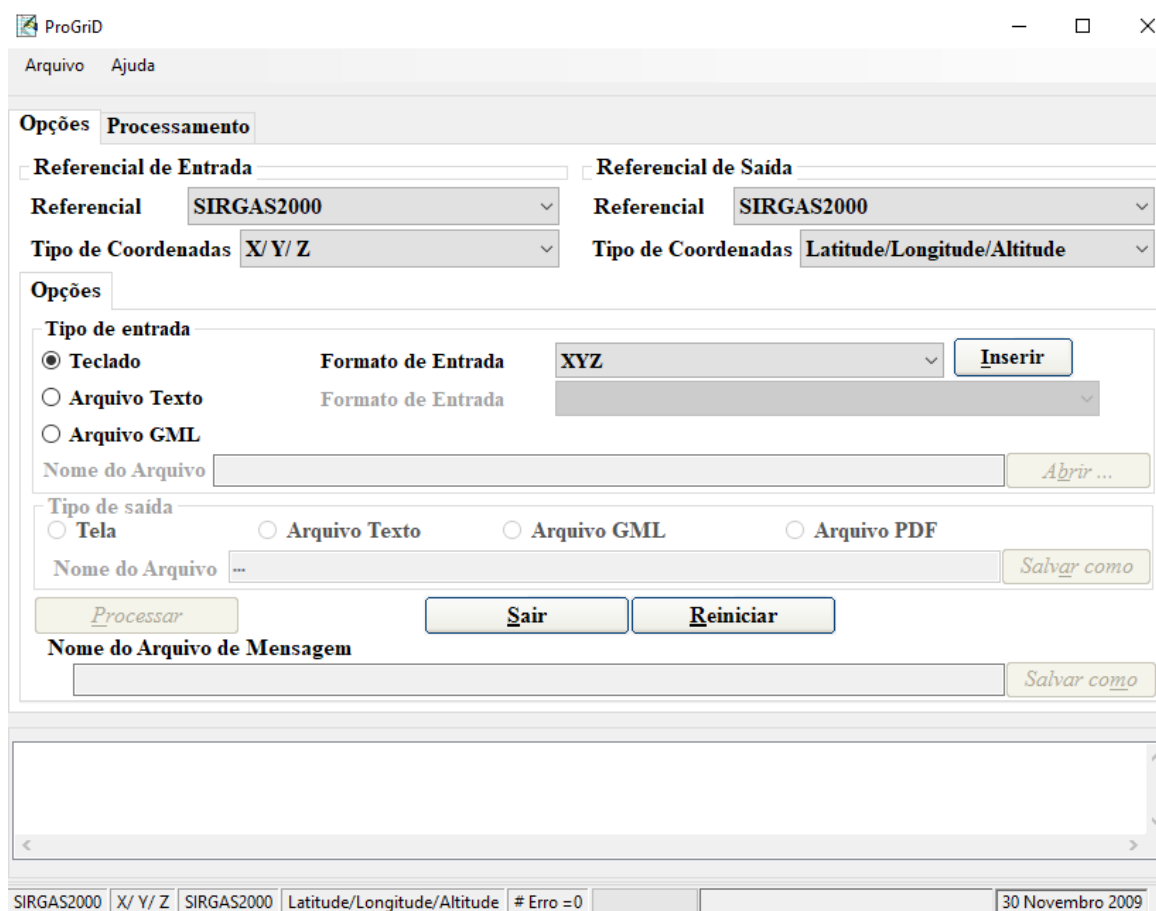 ProGriD
Arquivo Ajuda
Opções Processamento
Referencial de Entrada Referencial de Saída
Referencial SIRGAS2000 Referencial SIRGAS2000
Tipo de Coordenadas X/ Y/ Z Tipo de Coordenadas Latitude/Longitude/Altitude
Opções
Tipo de entrada
Teclado Formato de Entrada XYZ Inserir
Arquivo Texto Formato de Entrada
Arquivo GML
Nome do Arquivo Abrir ...
Tipo de saída
Tela Arquivo Texto Arquivo GML Arquivo PDF
Nome do Arquivo ... Salvar como
Processar Sair Reiniciar
Nome do Arquivo de Mensagem
Salvar como
SIRGAS2000 X/ Y/ Z SIRGAS2000 Latitude/Longitude/Altitude # Erro =0 30 Novembro 2009